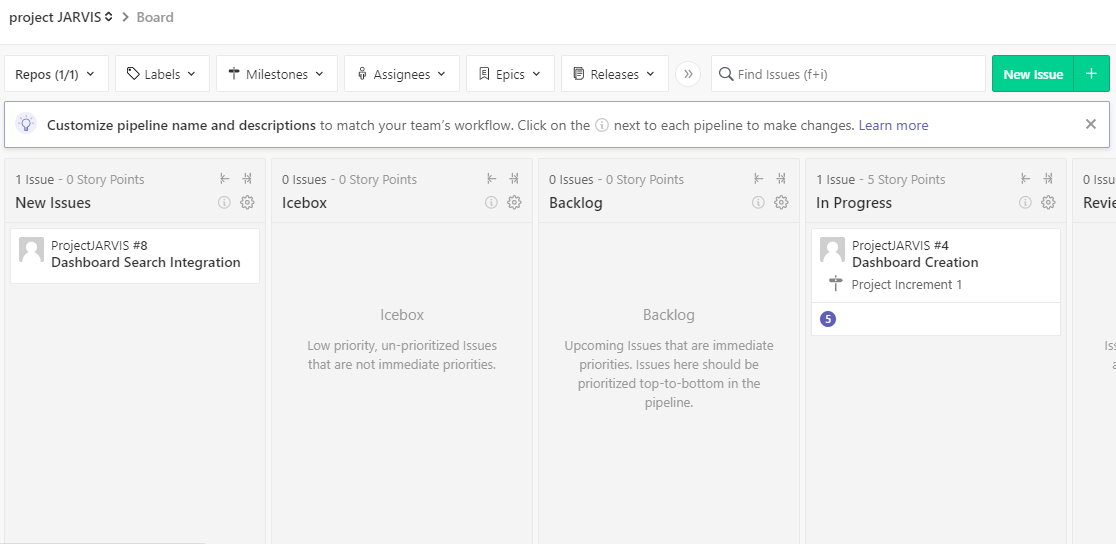 project JARVIS > Board
Repos (1/1) Labels Milestones Assignees Epics Releases » Find Issues (f+i) New Issue +
Customize pipeline name and descriptions to match your team's workflow. Click on the ⓘ next to each pipeline to make changes. Learn more ×
1 Issue - 0 Story Points
New Issues
ProjectJARVIS #8
Dashboard Search Integration
0 Issues - 0 Story Points
Icebox
Icebox
Low priority, un-prioritized Issues
that are not immediate priorities.
0 Issues - 0 Story Points
Backlog
Backlog
Upcoming Issues that are immediate
priorities. Issues here should be
prioritized top-to-bottom in the
pipeline.
1 Issue - 5 Story Points
In Progress
ProjectJARVIS #4
Dashboard Creation
Project Increment 1
5
0 Issu
Revie